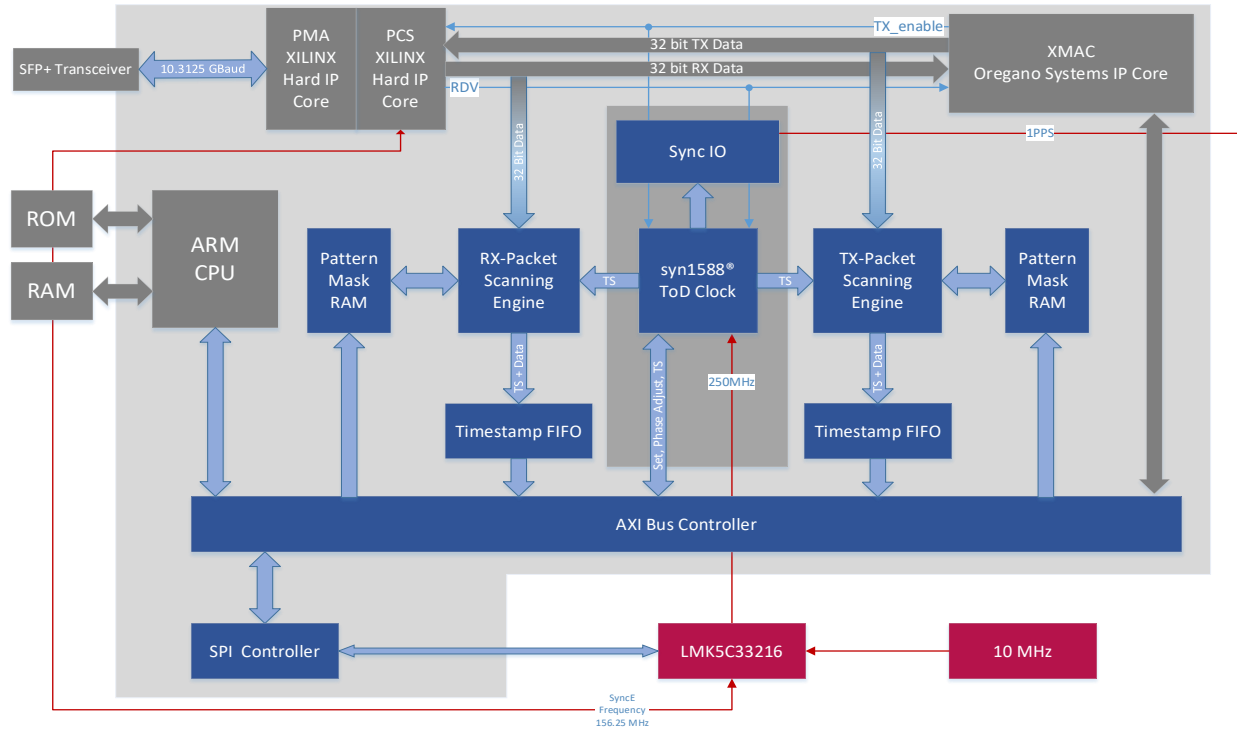 PMA
XILINX
Hard IP
Core
PCS
XILINX
Hard IP
Core
TX_enable
32 bit TX Data
32 bit RX Data
RDV
XMAC
Oregano Systems IP Core
SFP+ Transceiver
10.3125 GBaud
32 Bit Data
Sync IO
32 Bit Data
1PPS
ROM
RAM
ARM
CPU
Pattern
Mask
RAM
RX-Packet
Scanning
Engine
TS
syn1588®
ToD Clock
TS
TX-Packet
Scanning
Engine
Pattern
Mask
RAM
TS + Data
Set, Phase Adjust, TS
250MHz
TS + Data
Timestamp FIFO
Timestamp FIFO
AXI Bus Controller
SPI Controller
LMK5C33216
10 MHz
SyncE
Frequency
156.25 MHz